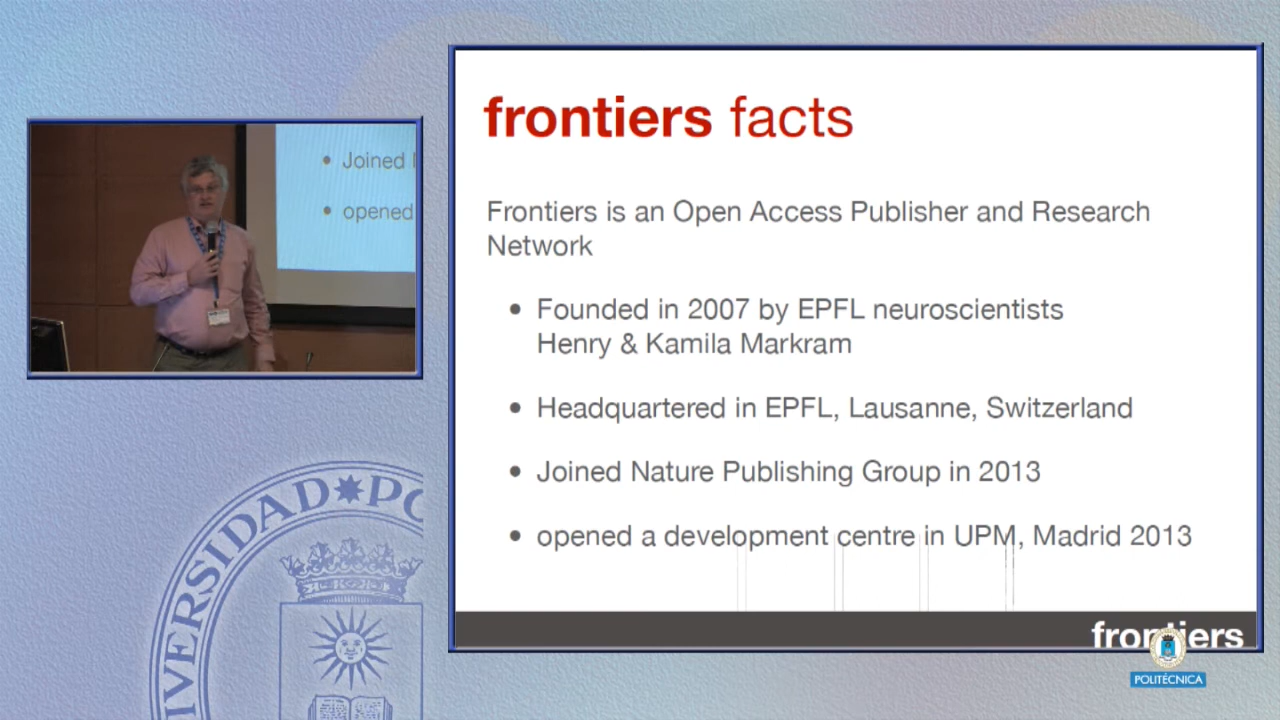 frontiers facts
Frontiers is an Open Access Publisher and Research
Network
• Founded in 2007 by EPFL neuroscientists
Henry & Kamila Markram
• Headquartered in EPFL, Lausanne, Switzerland
• Joined Nature Publishing Group in 2013
• opened a development centre in UPM, Madrid 2013
frontiers
POLITÉCNICA
• Joined
• opened